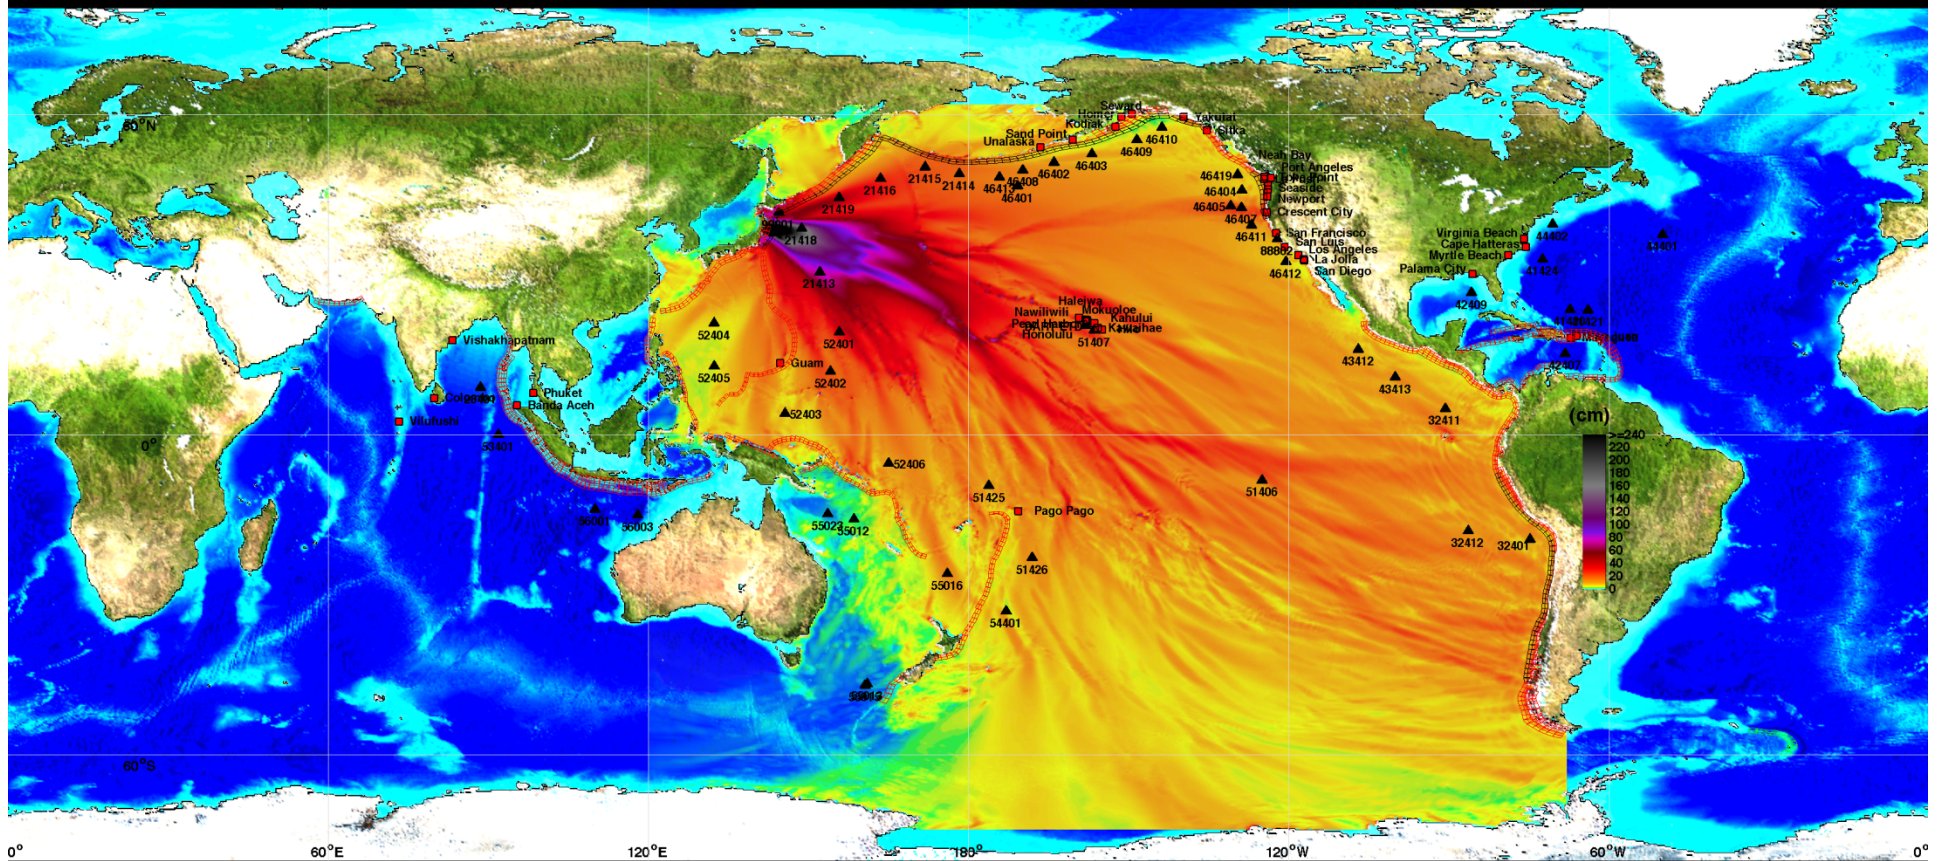 60°N
Seward
Homer
Kodiak
Yakutat
Sitka
Sand Point
Unalaska
46410
46409
46403
46402
46408
46413
46401
21414
21415
21416
21419
21418
21413
Neah Bay
Port Angeles
Seaside
Newport
Crescent City
46419
46404
46405
46407
46411
San Francisco
San Luis
Los Angeles
La Jolla
San Diego
46412
Virginia Beach
Cape Hatteras
Myrtle Beach
Palama City
44402
44401
41424
42409
42407
Haleiwa
Nawiliwili
Mokuoloe
Kahului
Honolulu
51407
52404
52401
52405
Guam
52402
52403
43412
43413
32411
Vishakhapatnam
Phuket
Colombo
Banda Aceh
Vilufushi
53401
0°
(cm)
>=240
220
200
180
160
140
120
100
80
60
40
20
0
52406
51425
51406
Pago Pago
56001
56003
55023
55012
32412
32401
51426
55016
54401
60°S
0°
60°E
120°E
180°
120°W
60°W
0°